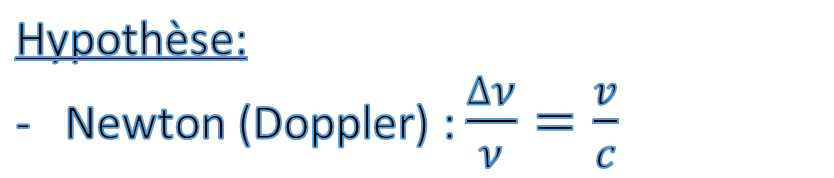 Hypothèse:
- Newton (Doppler) : Δν/ν = v/c